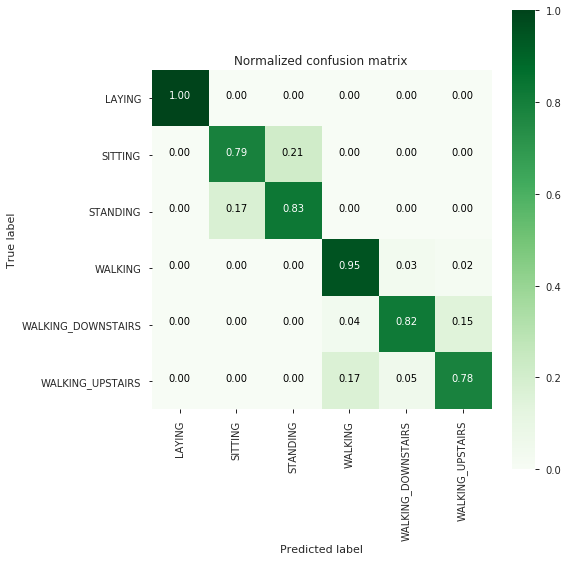 Normalized confusion matrix
True label
LAYING 1.00 0.00 0.00 0.00 0.00 0.00
SITTING 0.00 0.79 0.21 0.00 0.00 0.00
STANDING 0.00 0.17 0.83 0.00 0.00 0.00
WALKING 0.00 0.00 0.00 0.95 0.03 0.02
WALKING_DOWNSTAIRS 0.00 0.00 0.00 0.04 0.82 0.15
WALKING_UPSTAIRS 0.00 0.00 0.00 0.17 0.05 0.78
LAYING
SITTING
STANDING
WALKING
WALKING_DOWNSTAIRS
WALKING_UPSTAIRS
Predicted label
1.0
0.8
0.6
0.4
0.2
0.0